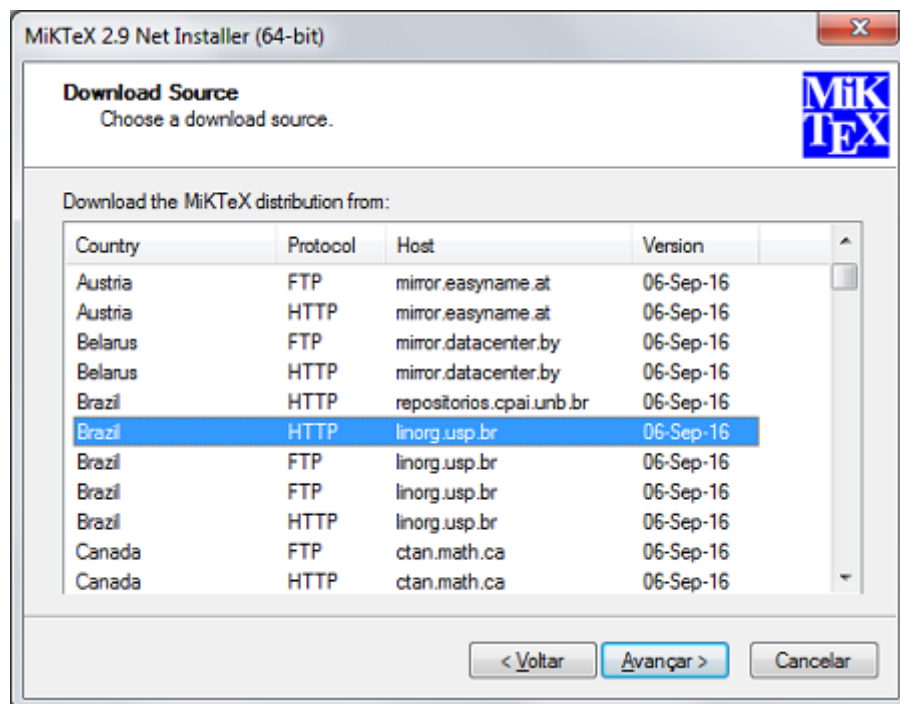 MiKTeX 2.9 Net Installer (64-bit)
Download Source
Choose a download source.
MiK
TEX
Download the MiKTeX distribution from:
Country Protocol Host Version
Austria FTP mirror.easyname.at 06-Sep-16
Austria HTTP mirror.easyname.at 06-Sep-16
Belarus FTP mirror.datacenter.by 06-Sep-16
Belarus HTTP mirror.datacenter.by 06-Sep-16
Brazil HTTP repositorios.cpai.unb.br 06-Sep-16
Brazil HTTP linorg.usp.br 06-Sep-16
Brazil FTP linorg.usp.br 06-Sep-16
Brazil FTP linorg.usp.br 06-Sep-16
Brazil HTTP linorg.usp.br 06-Sep-16
Canada FTP ctan.math.ca 06-Sep-16
Canada HTTP ctan.math.ca 06-Sep-16
< Voltar Avançar > Cancelar